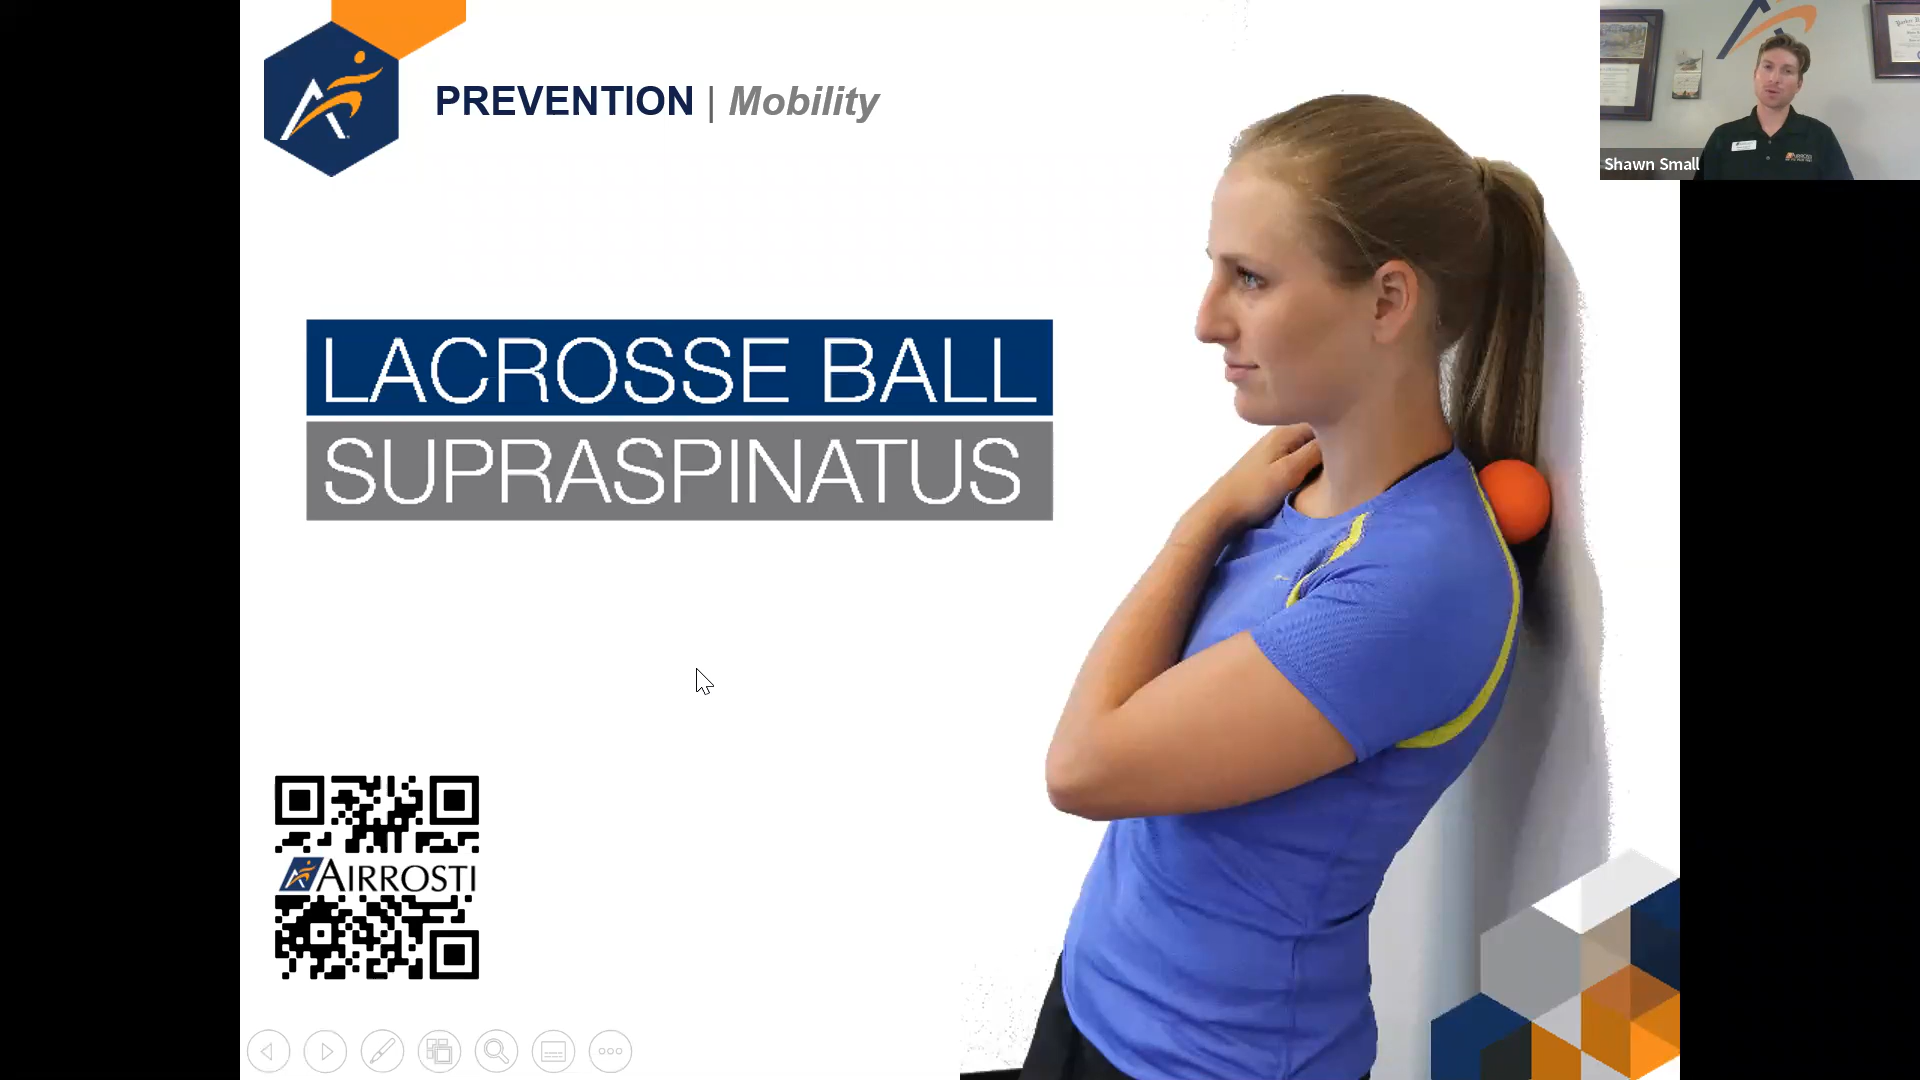 PREVENTION | Mobility
Shawn Small
LACROSSE BALL
SUPRASPINATUS
AIRROSTI